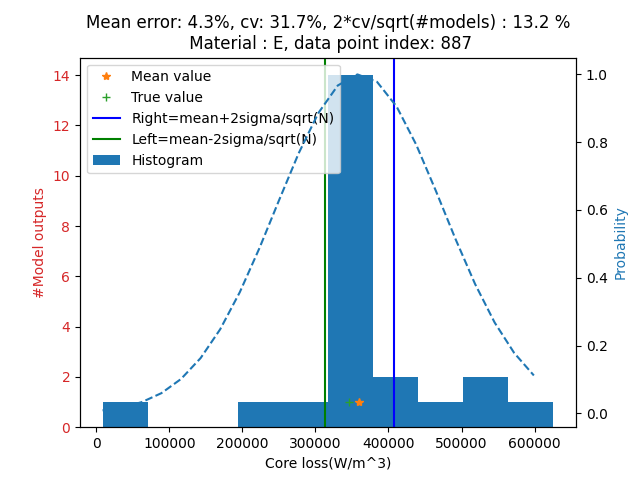 Mean error: 4.3%, cv: 31.7%, 2*cv/sqrt(#models) : 13.2 %
Material : E, data point index: 887
Mean value
True value
Right=mean+2sigma/sqrt(N)
Left=mean-2sigma/sqrt(N)
Histogram
14
12
10
8
6
4
2
0
#Model outputs
1.0
0.8
0.6
0.4
0.2
0.0
Probability
0
100000
200000
300000
400000
500000
600000
Core loss(W/m^3)